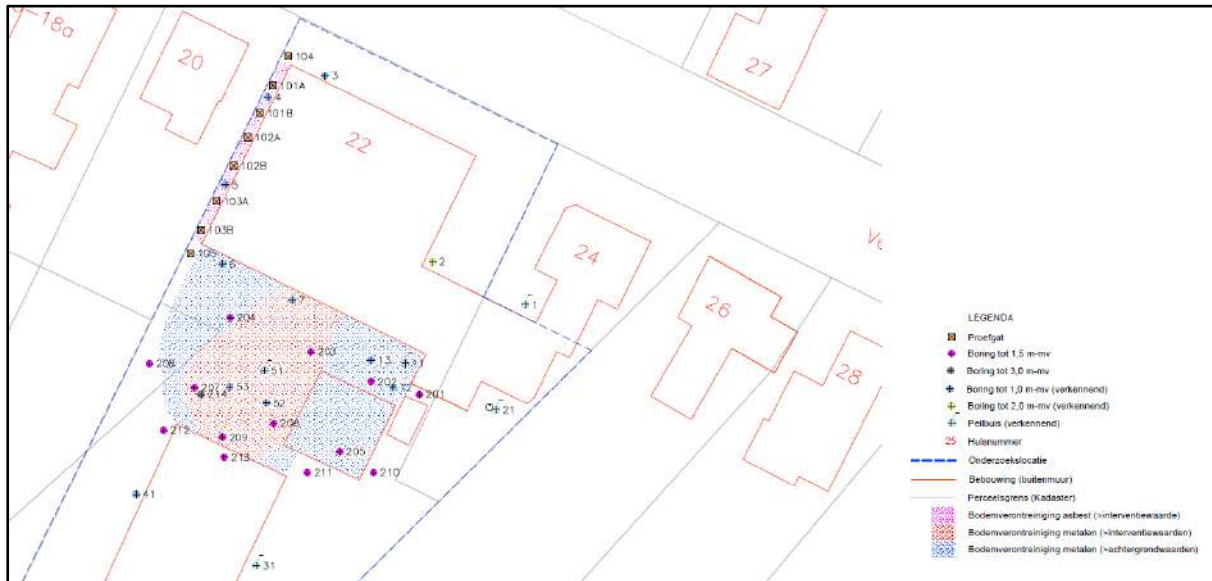 18a
20
104
3
27
101A
4
101B
22
102A
102B
5
103A
103B
24
105
6
2
7
1
26
204
203
13
11
28
206
51
202
207
53
12
201
214
52
21
212
209
213
205
211
210
41
31
LEGENDA
Proefgat
Boring tot 1,5 m-mv
Boring tot 3,0 m-mv
Boring tot 1,0 m-mv (verkennend)
Boring tot 2,0 m-mv (verkennend)
Peilbuis (verkennend)
25 Huisnummer
Onderzoekslocatie
Bebouwing (buitenmuur)
Perceelsgrens (Kadaster)
Bodemverontreiniging asbest (>interventiewaarde)
Bodemverontreiniging metalen (>interventiewaarden)
Bodemverontreiniging metalen (>achtergrondwaarden)